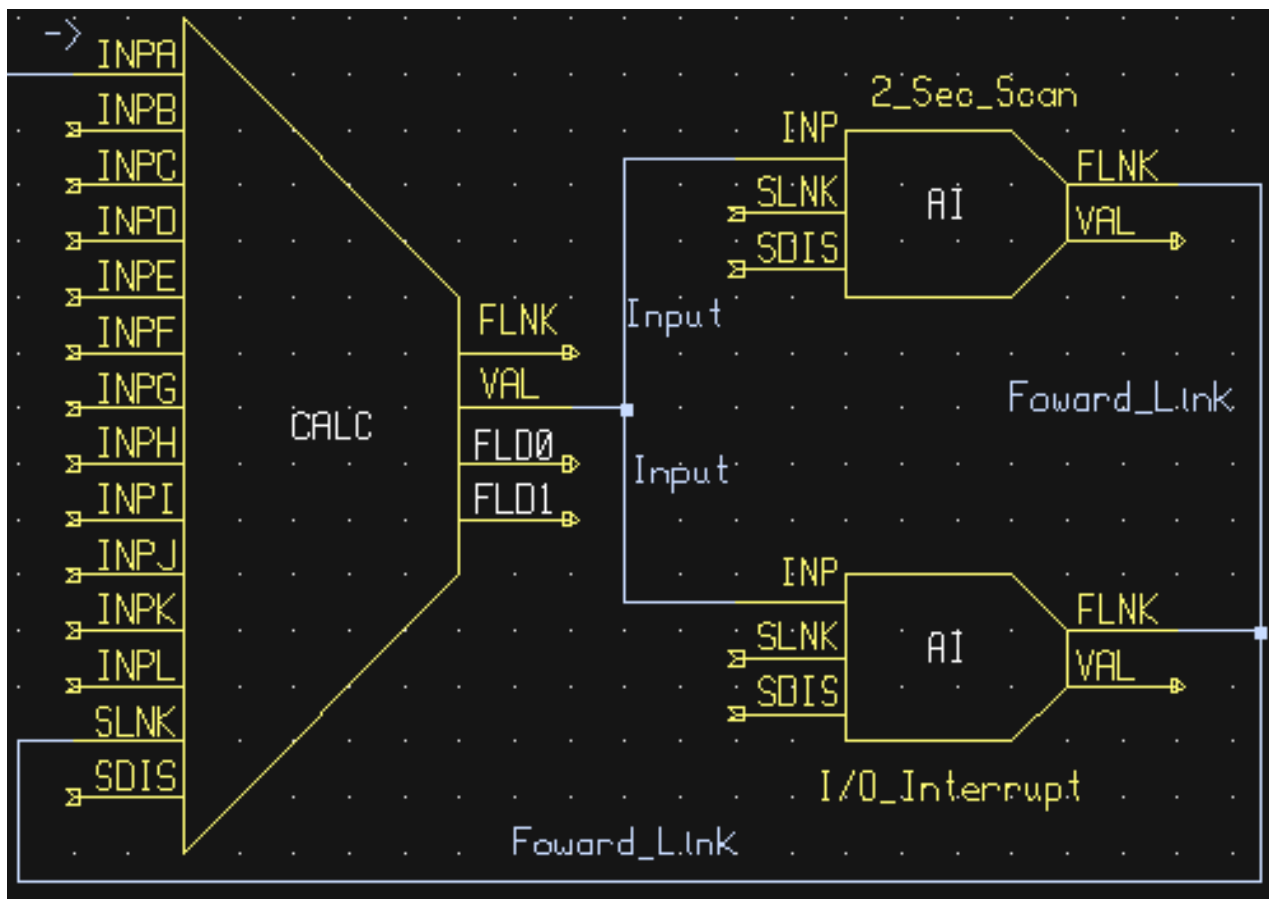 ->
INPA
INPB
INPC
INPD
INPE
INPF
INPG
INPH
INPI
INPJ
INPK
INPL
SLNK
SDIS
CALC
FLNK
VAL
FLD0
FLD1
Input
Input
2_Sec_Scan
INP
SLNK
SDIS
AI
FLNK
VAL
Foward_Link
INP
SLNK
SDIS
AI
FLNK
VAL
I/O_Interrupt
Foward_Link